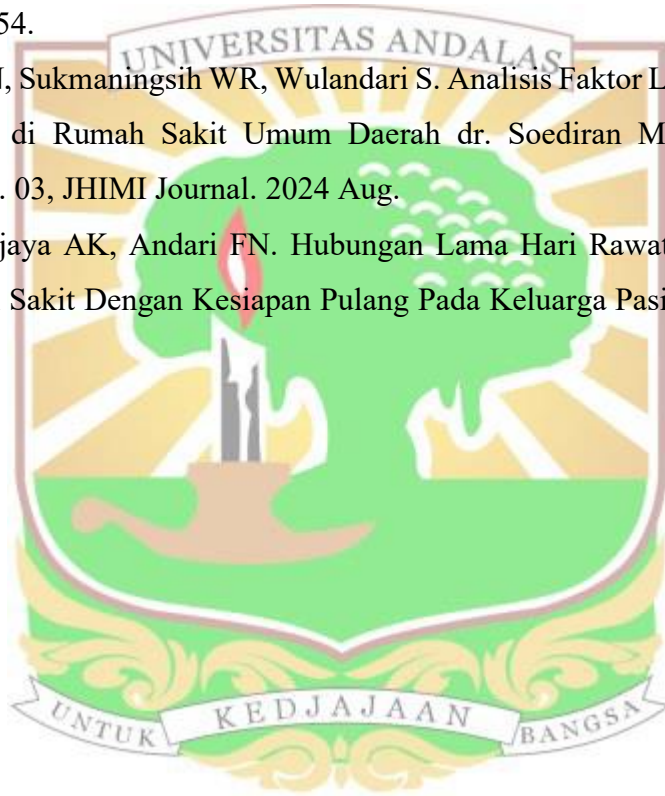 54.
UNIVERSITAS ANDALAS
, Sukmaningsih WR, Wulandari S. Analisis Faktor L
di Rumah Sakit Umum Daerah dr. Soediran M
. 03, JHIMI Journal. 2024 Aug.
jaya AK, Andari FN. Hubungan Lama Hari Rawat
Sakit Dengan Kesiapan Pulang Pada Keluarga Pasi
UNTUK KEDJAJAAN BANGSA